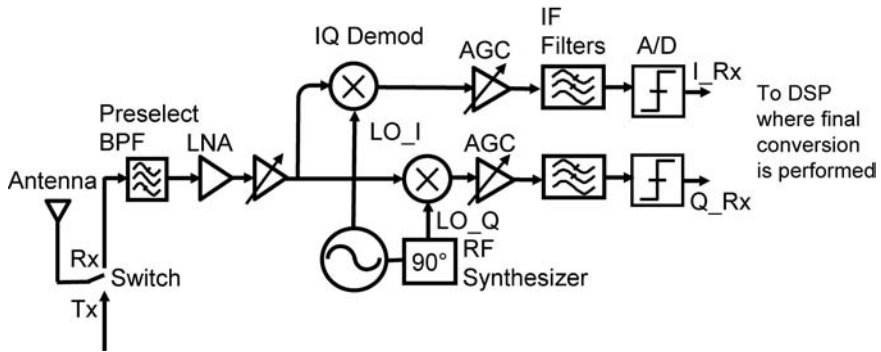 IF
Filters
IQ Demod
AGC
A/D
I_Rx
Preselect
BPF
LNA
LO_I
AGC
To DSP
where final
conversion
is performed
Antenna
Q_Rx
LO_Q
Rx
Switch
90°
RF
Synthesizer
Tx